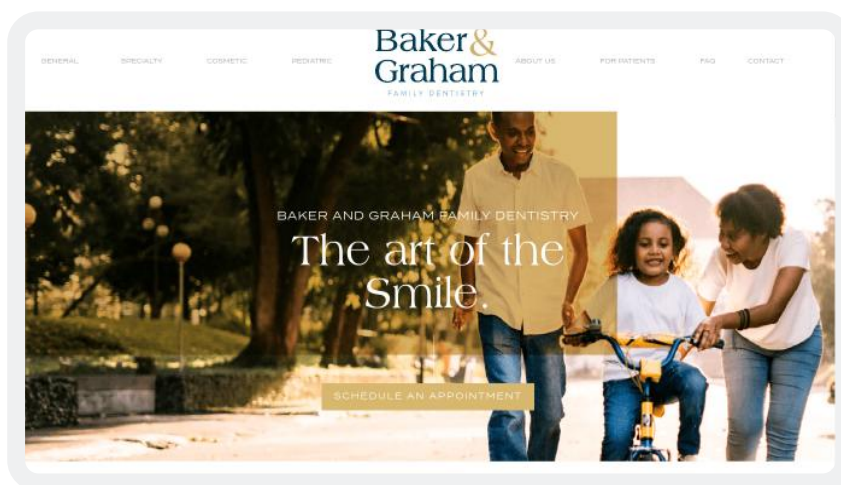 GENERAL SPECIALTY COSMETIC PEDIATRIC
Baker&
Graham
FAMILY DENTISTRY
ABOUT US FOR PATIENTS FAQ CONTACT
BAKER AND GRAHAM FAMILY DENTISTRY
The art of the
Smile.
SCHEDULE AN APPOINTMENT